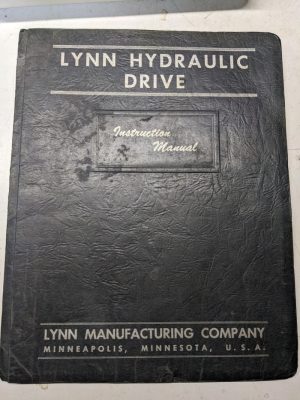 LYNN HYDRAULIC
DRIVE
Instruction
Manual
LYNN MANUFACTURING COMPANY
MINNEAPOLIS, MINNESOTA, U.S.A.